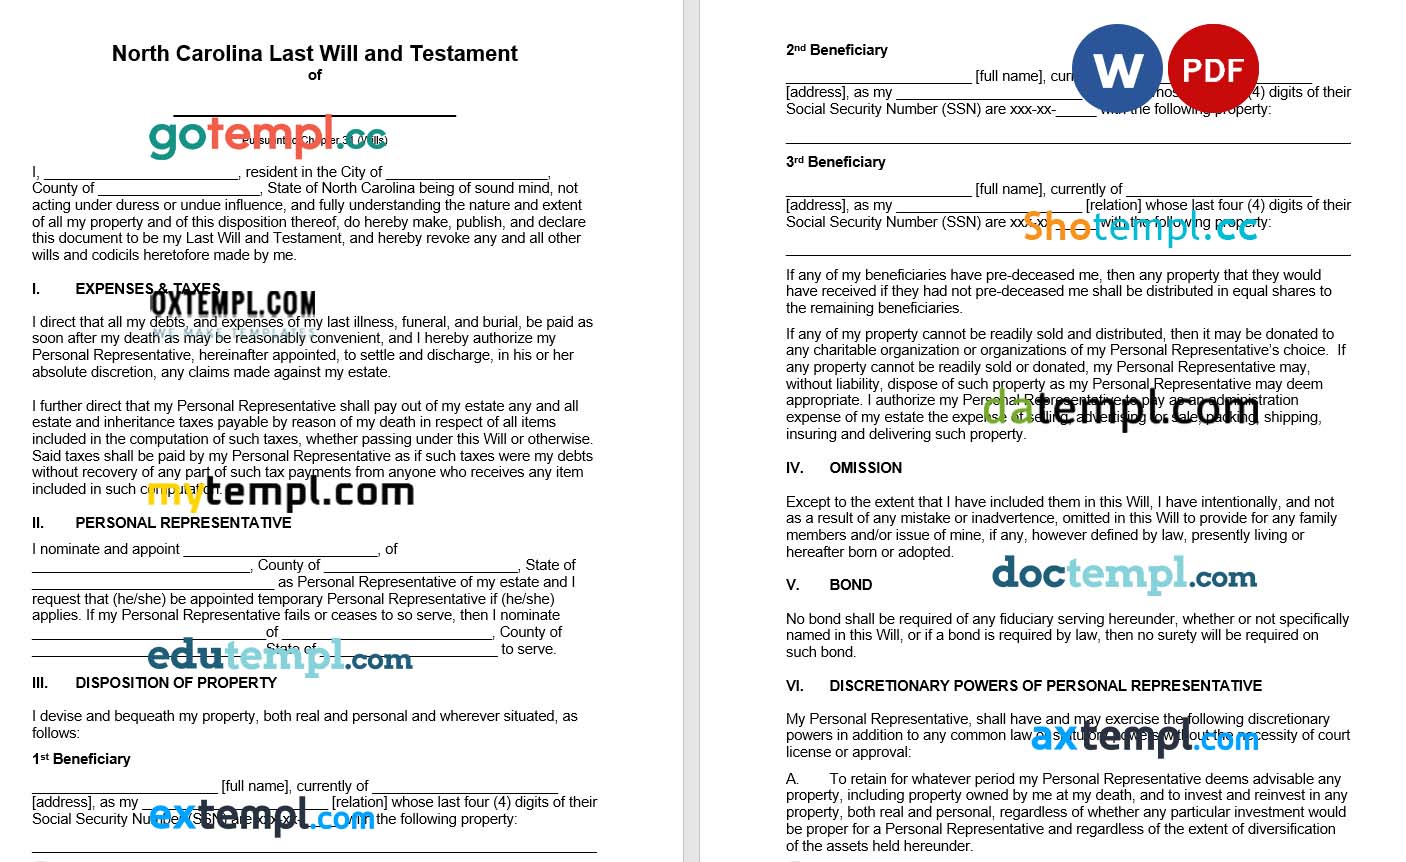 North Carolina Last Will and Testament
of
gotempl.cc
Pursuant to Chapter 31 (Wills)
I, ________________________, resident in the City of ____________________,
County of ____________________, State of North Carolina being of sound mind, not
acting under duress or undue influence, and fully understanding the nature and extent
of all my property and of this disposition thereof, do hereby make, publish, and declare
this document to be my Last Will and Testament, and hereby revoke any and all other
wills and codicils heretofore made by me.
I. EXPENSES & TAXES
OXTEMPL.COM
WE MAKE TEMPLATES
I direct that all my debts, and expenses of my last illness, funeral, and burial, be paid as
soon after my death as may be reasonably convenient, and I hereby authorize my
Personal Representative, hereinafter appointed, to settle and discharge, in his or her
absolute discretion, any claims made against my estate.
I further direct that my Personal Representative shall pay out of my estate any and all
estate and inheritance taxes payable by reason of my death in respect of all items
included in the computation of such taxes, whether passing under this Will or otherwise.
Said taxes shall be paid by my Personal Representative as if such taxes were my debts
without recovery of any part of such tax payments from anyone who receives any item
included in such computation.
mytempl.com
II. PERSONAL REPRESENTATIVE
I nominate and appoint ________________________, of
___________________________, County of ________________________, State of
______________________________ as Personal Representative of my estate and I
request that (he/she) be appointed temporary Personal Representative if (he/she)
applies. If my Personal Representative fails or ceases to so serve, then I nominate
_____________________________of __________________________, County of
__________________________, State of ______________________ to serve.
edutempl.com
III. DISPOSITION OF PROPERTY
I devise and bequeath my property, both real and personal and wherever situated, as
follows:
1st Beneficiary
_______________________ [full name], currently of _______________________
[address], as my _______________________ [relation] whose last four (4) digits of their
Social Security Number (SSN) are xxx-xx-_____ with the following property:
extempl.com
2nd Beneficiary
W
PDF
_______________________ [full name], currently of _______________________
[address], as my _______________________ whose (4) digits of their
Social Security Number (SSN) are xxx-xx-_____ with the following property:
3rd Beneficiary
_______________________ [full name], currently of _______________________
[address], as my _______________________ [relation] whose last four (4) digits of their
Social Security Number (SSN) are xxx-xx-_____ with the following property:
Shotempl.cc
If any of my beneficiaries have pre-deceased me, then any property that they would
have received if they had not pre-deceased me shall be distributed in equal shares to
the remaining beneficiaries.
If any of my property cannot be readily sold and distributed, then it may be donated to
any charitable organization or organizations of my Personal Representative’s choice. If
any property cannot be readily sold or donated, my Personal Representative may,
without liability, dispose of such property as my Personal Representative may deem
appropriate. I authorize my Personal Representative to pay as an administration
expense of my estate the expense of selling, advertising for sale, packing, shipping,
insuring and delivering such property.
datempl.com
IV. OMISSION
Except to the extent that I have included them in this Will, I have intentionally, and not
as a result of any mistake or inadvertence, omitted in this Will to provide for any family
members and/or issue of mine, if any, however defined by law, presently living or
hereafter born or adopted.
doctempl.com
V. BOND
No bond shall be required of any fiduciary serving hereunder, whether or not specifically
named in this Will, or if a bond is required by law, then no surety will be required on
such bond.
VI. DISCRETIONARY POWERS OF PERSONAL REPRESENTATIVE
My Personal Representative, shall have and may exercise the following discretionary
powers in addition to any common law or statutory powers without the necessity of court
license or approval:
axtempl.com
A. To retain for whatever period my Personal Representative deems advisable any
property, including property owned by me at my death, and to invest and reinvest in any
property, both real and personal, regardless of whether any particular investment would
be proper for a Personal Representative and regardless of the extent of diversification
of the assets held hereunder.